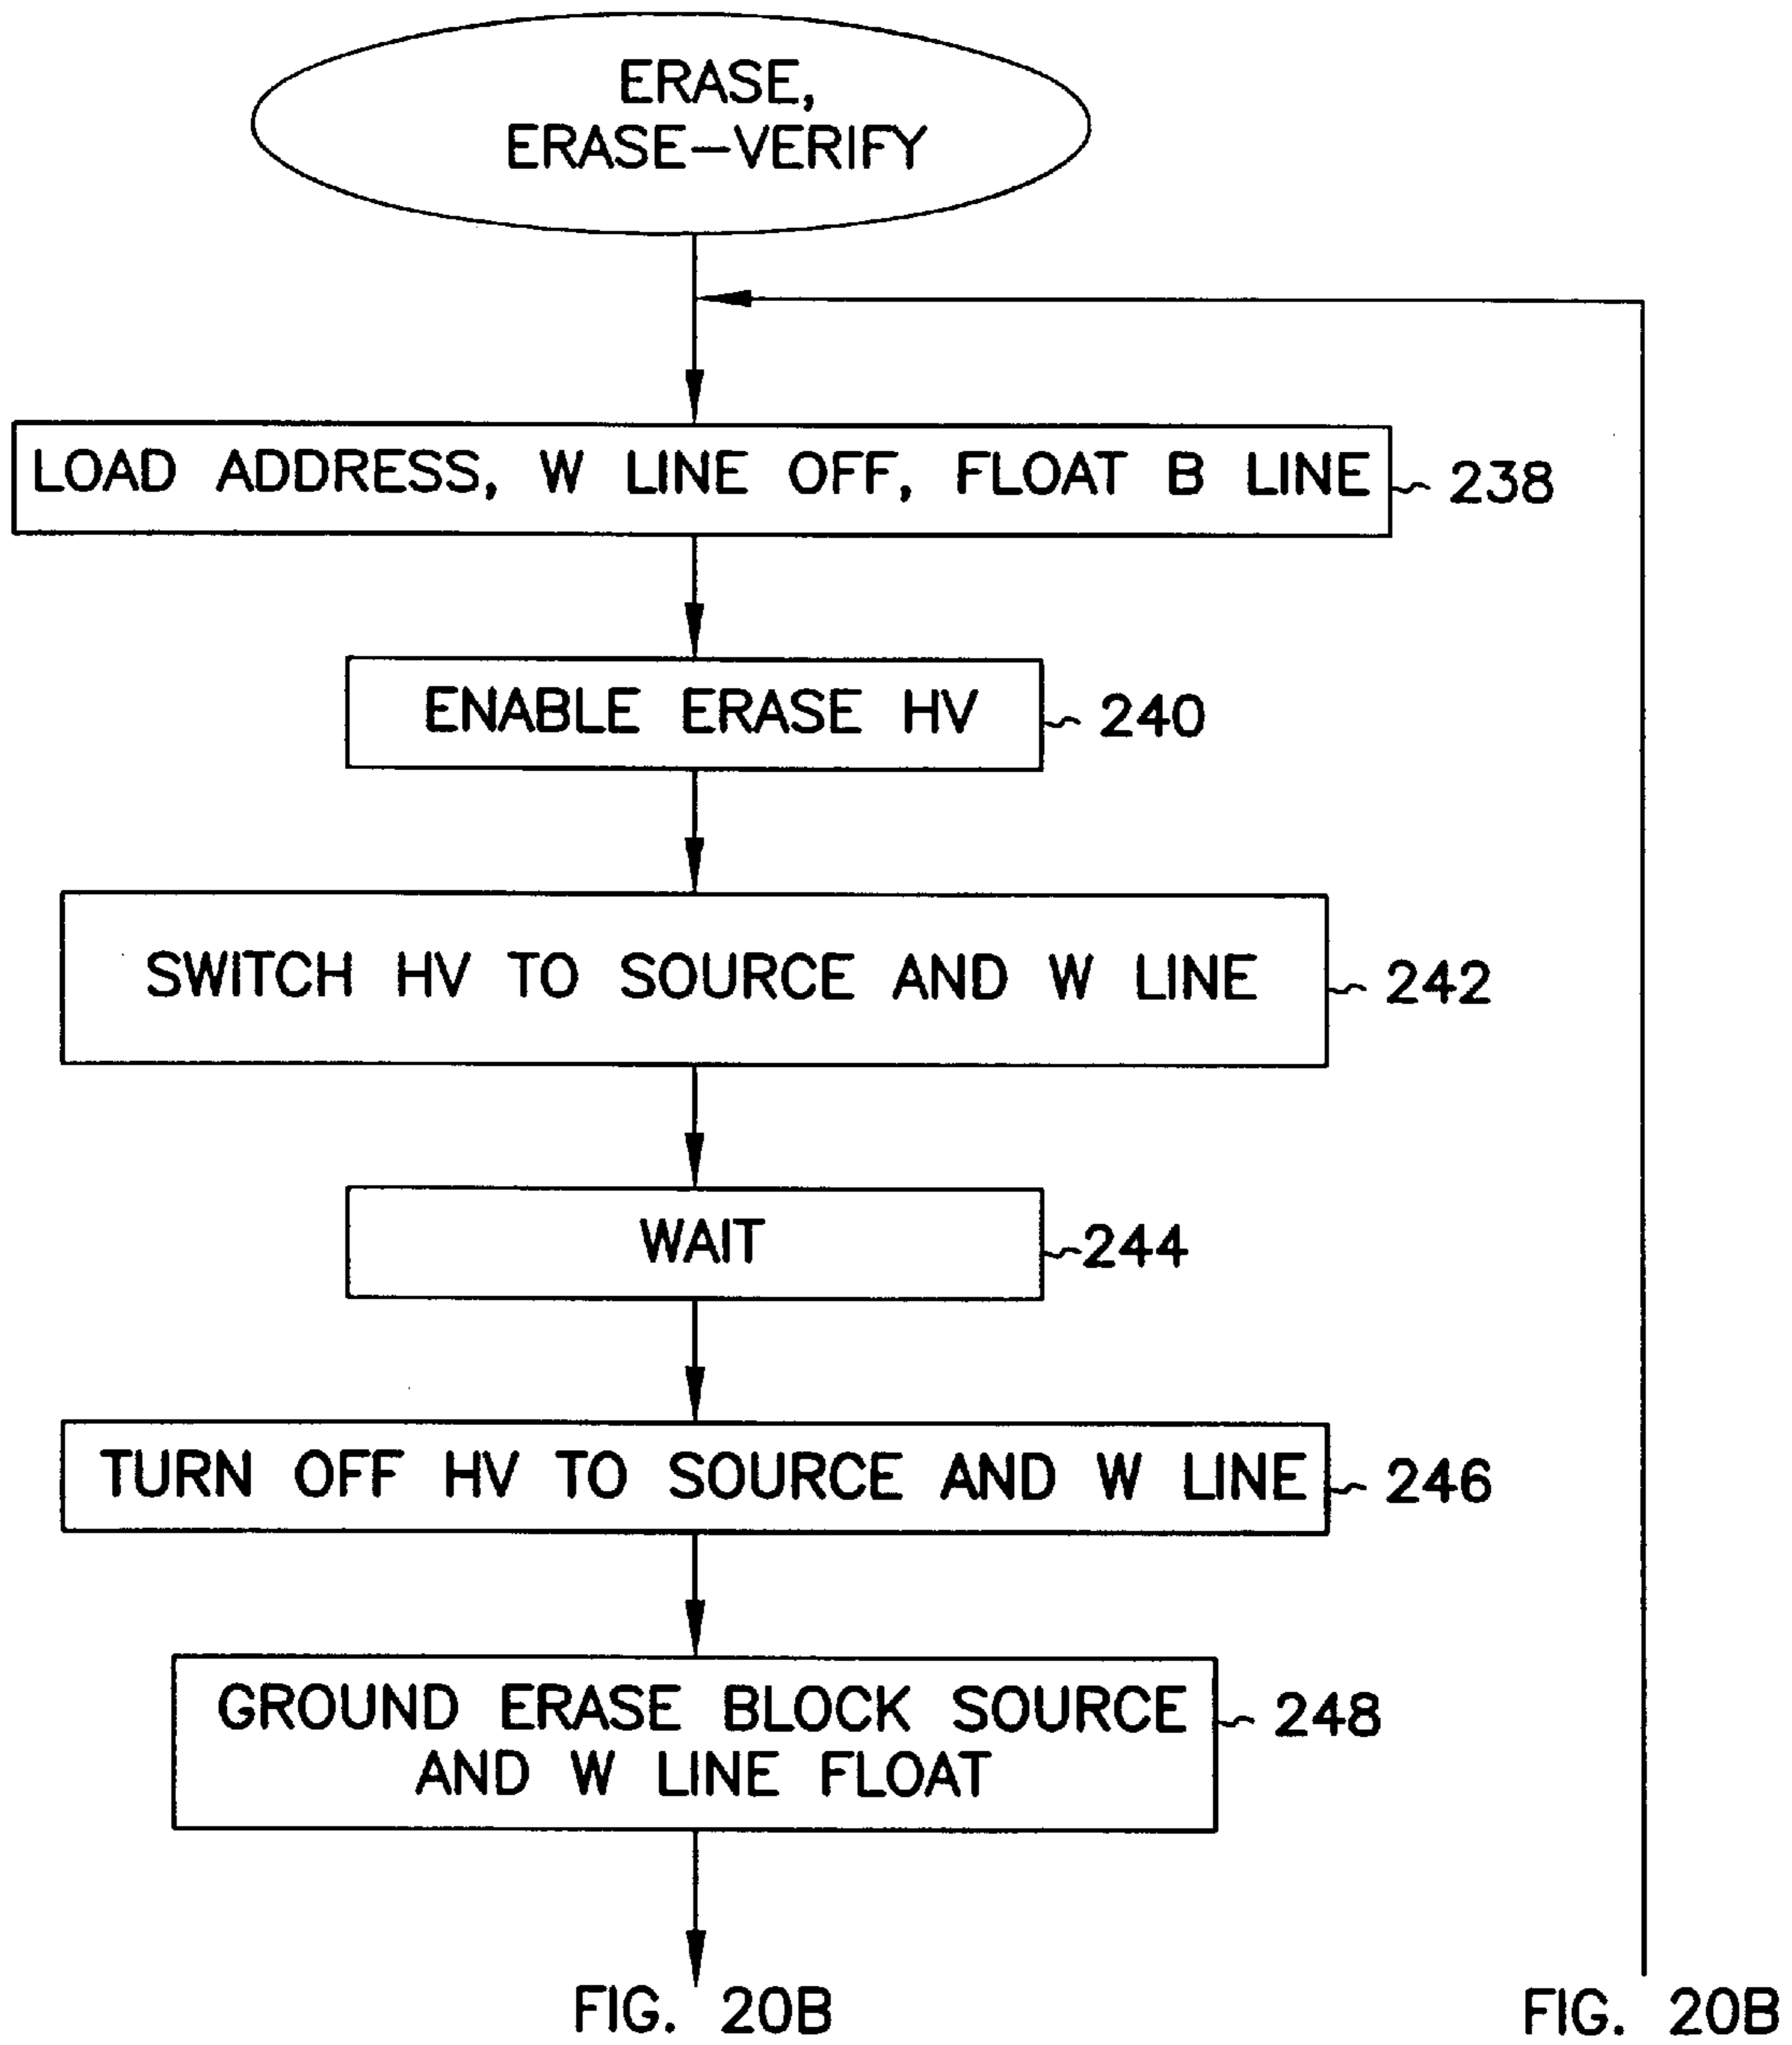 ERASE,
ERASE-VERIFY
LOAD ADDRESS, W LINE OFF, FLOAT B LINE
238
ENABLE ERASE HV
240
SWITCH HV TO SOURCE AND W LINE
242
WAIT
244
TURN OFF HV TO SOURCE AND W LINE
246
GROUND ERASE BLOCK SOURCE
AND W LINE FLOAT
248
FIG. 20B
FIG. 20B